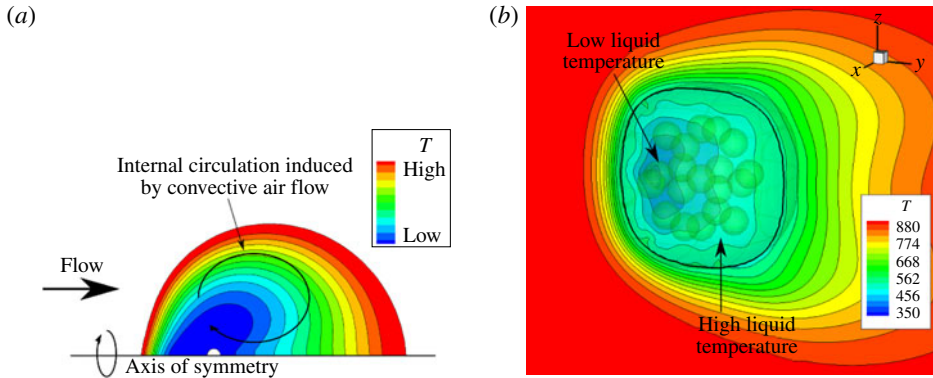 (a)
T
High
Low
Internal circulation induced
by convective air flow
Flow
Axis of symmetry
(b)
Low liquid
temperature
z
x
y
High liquid
temperature
T
880
774
668
562
456
350